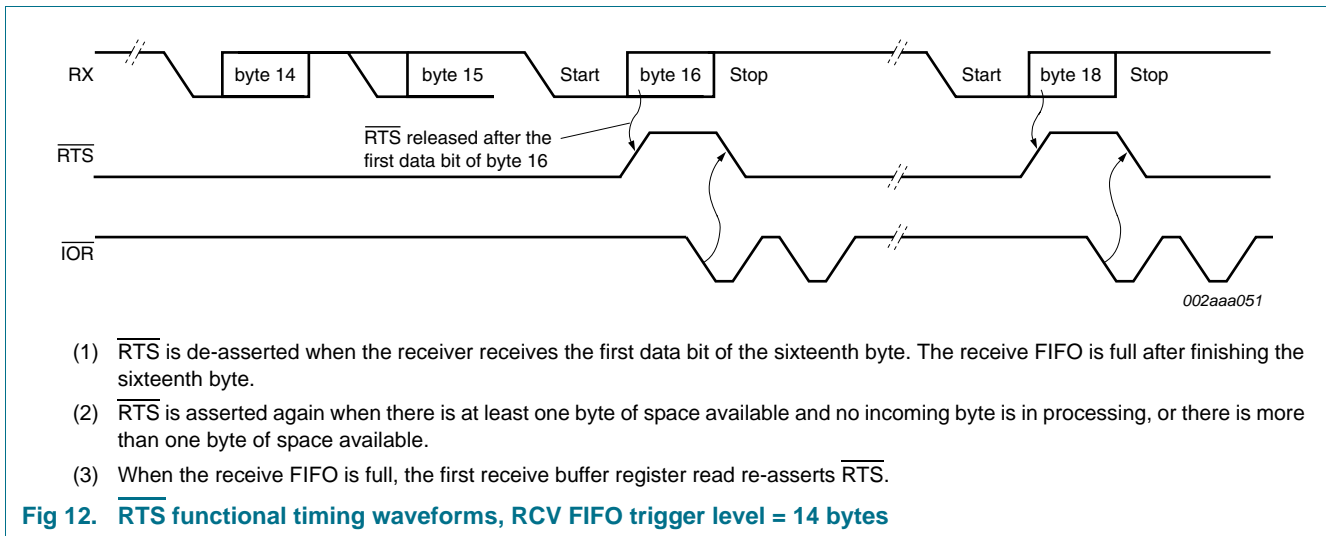 RX
byte 14
byte 15
Start
byte 16
Stop
Start
byte 18
Stop
RTS
RTS released after the
first data bit of byte 16
IOR
002aaa051
(1) RTS is de-asserted when the receiver receives the first data bit of the sixteenth byte. The receive FIFO is full after finishing the
sixteenth byte.
(2) RTS is asserted again when there is at least one byte of space available and no incoming byte is in processing, or there is more
than one byte of space available.
(3) When the receive FIFO is full, the first receive buffer register read re-asserts RTS.
Fig 12. RTS functional timing waveforms, RCV FIFO trigger level = 14 bytes